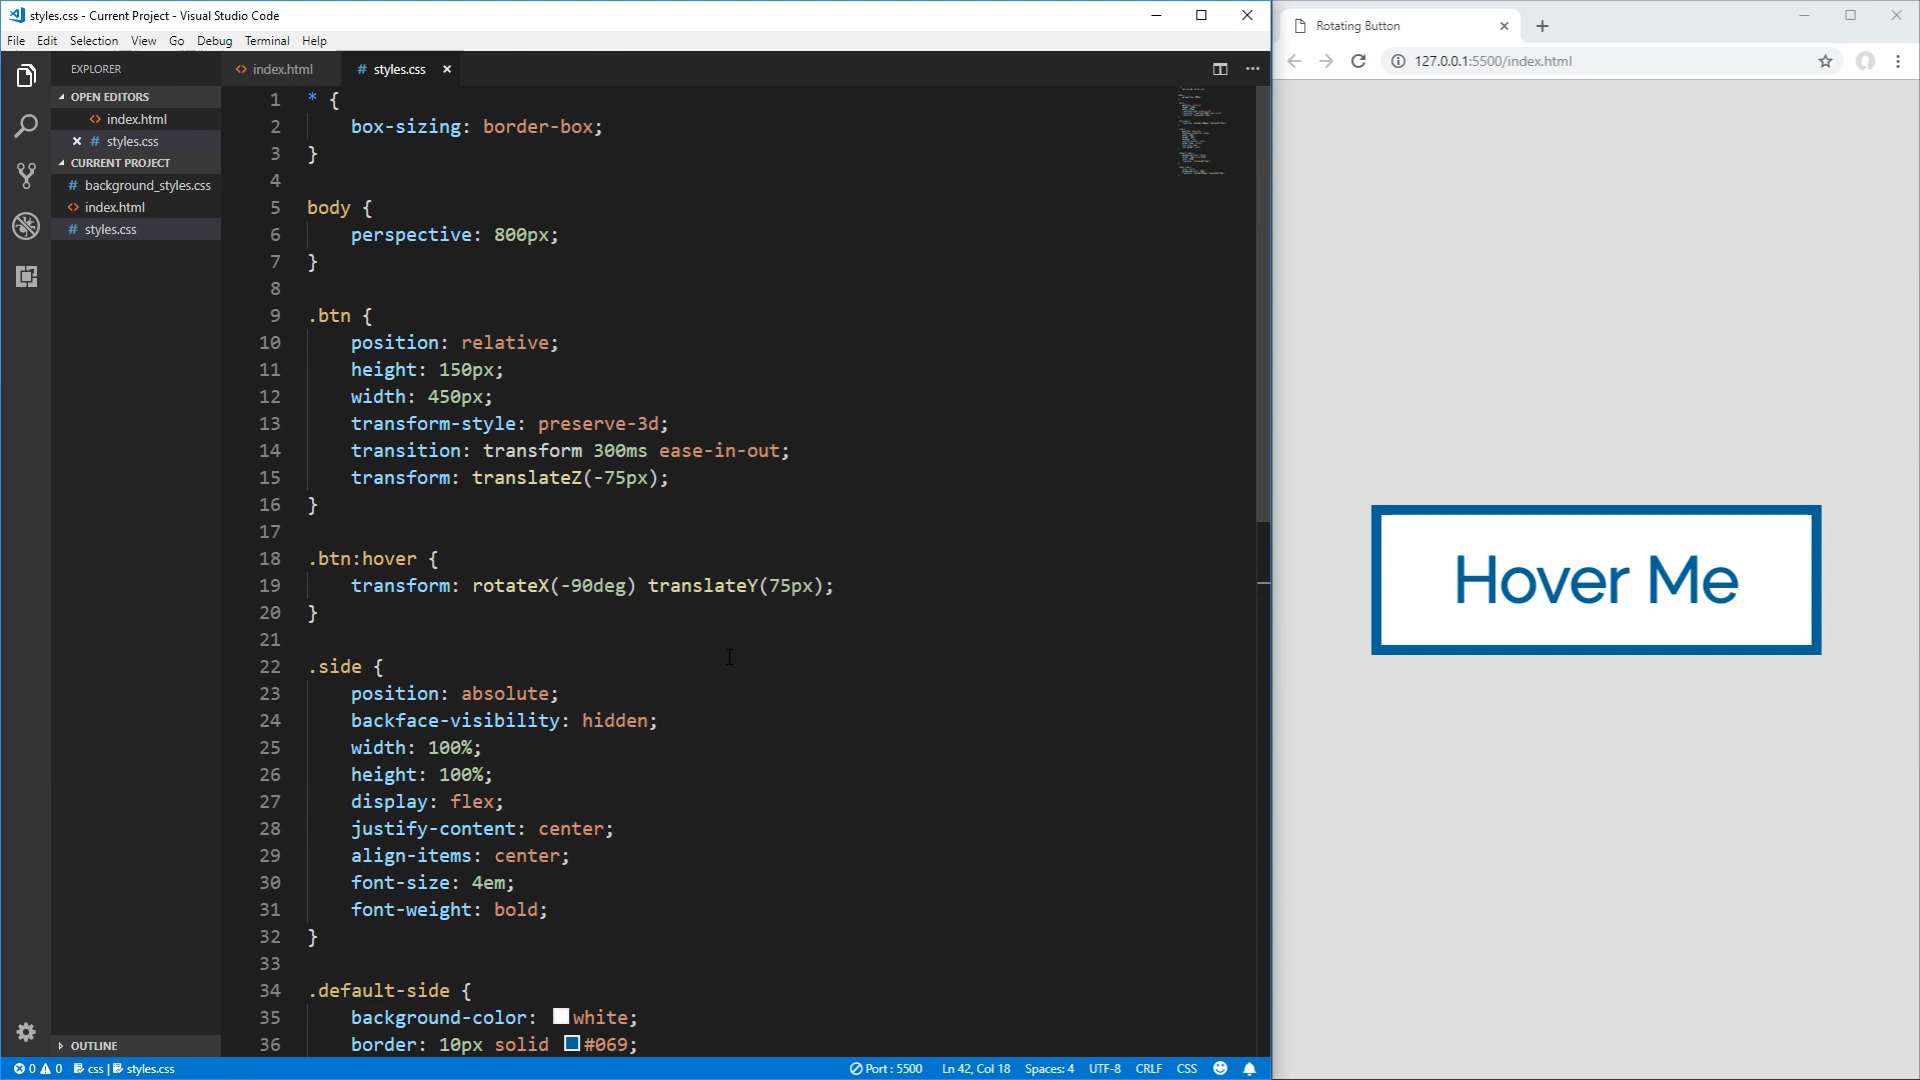 styles.css - Current Project - Visual Studio Code
File Edit Selection View Go Debug Terminal Help
EXPLORER
OPEN EDITORS
<> index.html
× # styles.css
CURRENT PROJECT
# background_styles.css
<> index.html
# styles.css
OUTLINE
<> index.html # styles.css ×
1 * {
2 box-sizing: border-box;
3 }
4
5 body {
6 perspective: 800px;
7 }
8
9 .btn {
10 position: relative;
11 height: 150px;
12 width: 450px;
13 transform-style: preserve-3d;
14 transition: transform 300ms ease-in-out;
15 transform: translateZ(-75px);
16 }
17
18 .btn:hover {
19 transform: rotateX(-90deg) translateY(75px);
20 }
21
22 .side {
23 position: absolute;
24 backface-visibility: hidden;
25 width: 100%;
26 height: 100%;
27 display: flex;
28 justify-content: center;
29 align-items: center;
30 font-size: 4em;
31 font-weight: bold;
32 }
33
34 .default-side {
35 background-color: white;
36 border: 10px solid #069;
0 0 css | styles.css Port : 5500 Ln 42, Col 18 Spaces: 4 UTF-8 CRLF CSS
Rotating Button
127.0.0.1:5500/index.html
Hover Me